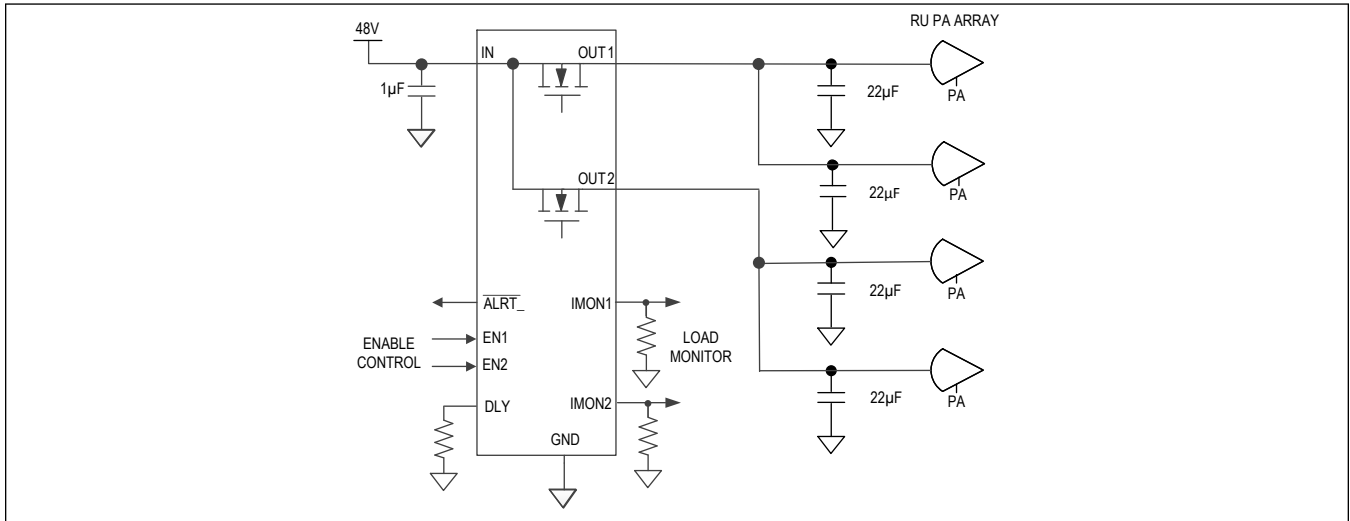 RU PA ARRAY
48V
IN
OUT1
1µF
22µF
PA
OUT2
22µF
PA
22µF
PA
ALRT_
IMON1
ENABLE
CONTROL
EN1
EN2
LOAD
MONITOR
22µF
PA
DLY
IMON2
GND